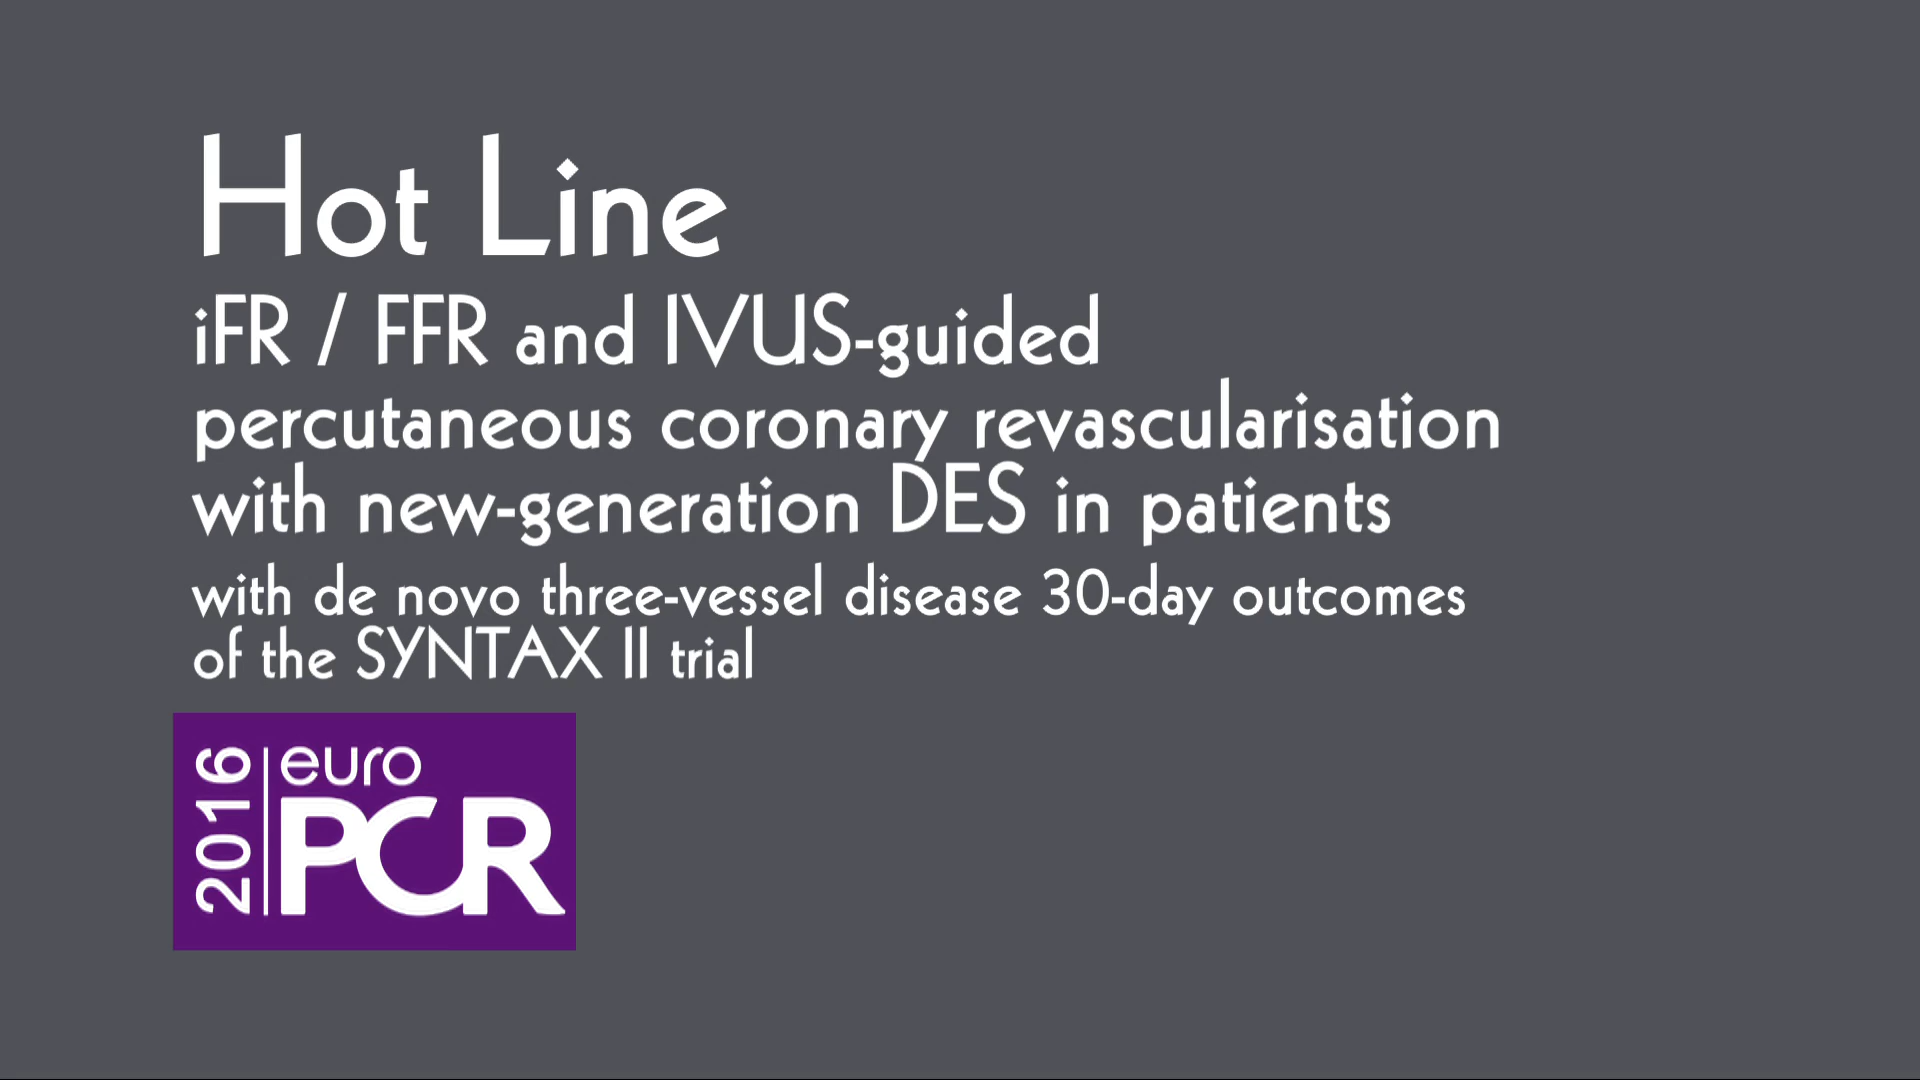 Hot Line
iFR / FFR and IVUS-guided
percutaneous coronary revascularisation
with new-generation DES in patients
with de novo three-vessel disease 30-day outcomes
of the SYNTAX II trial
2016
euro
PCR